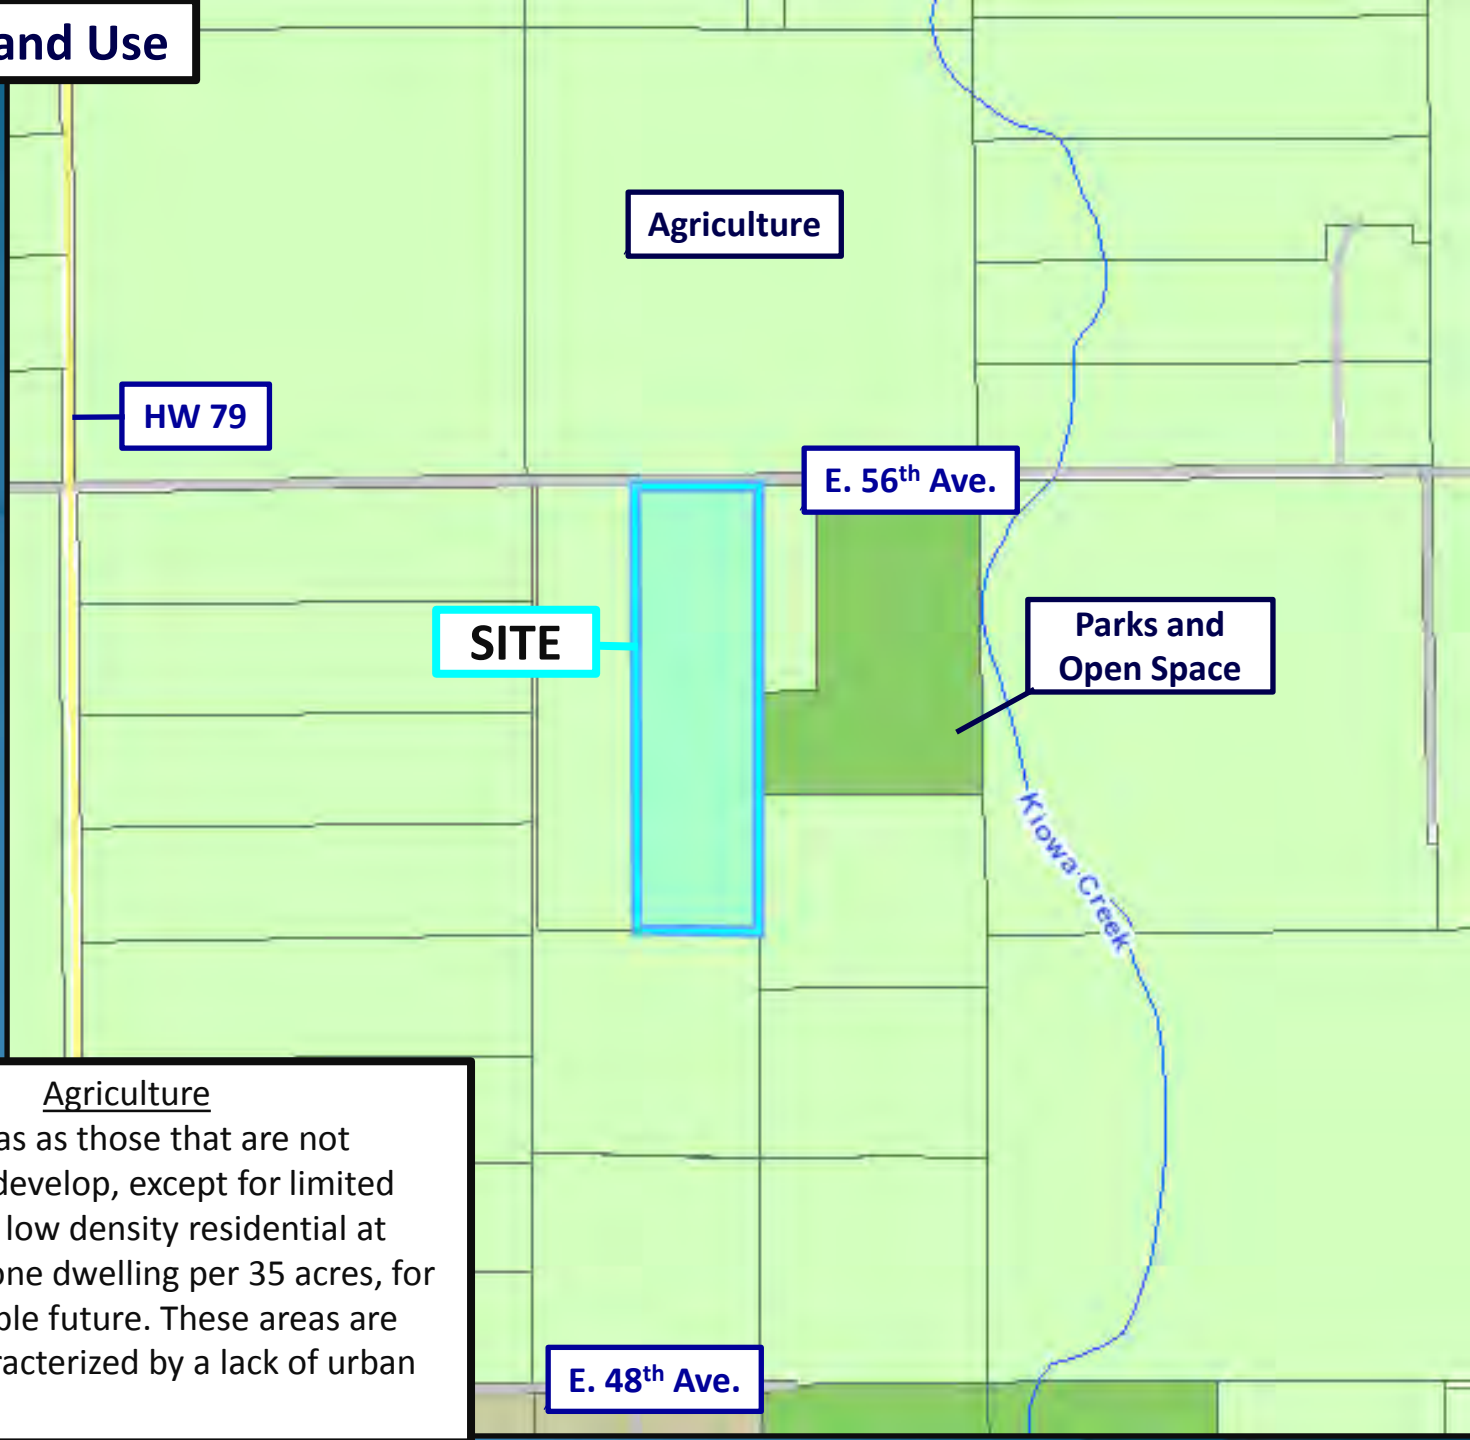 and Use
Agriculture
HW 79
E. 56th Ave.
SITE
Parks and
Open Space
Kiowa Creek
Agriculture
as as those that are not
develop, except for limited
low density residential at
one dwelling per 35 acres, for
ble future. These areas are
racterized by a lack of urban
E. 48th Ave.